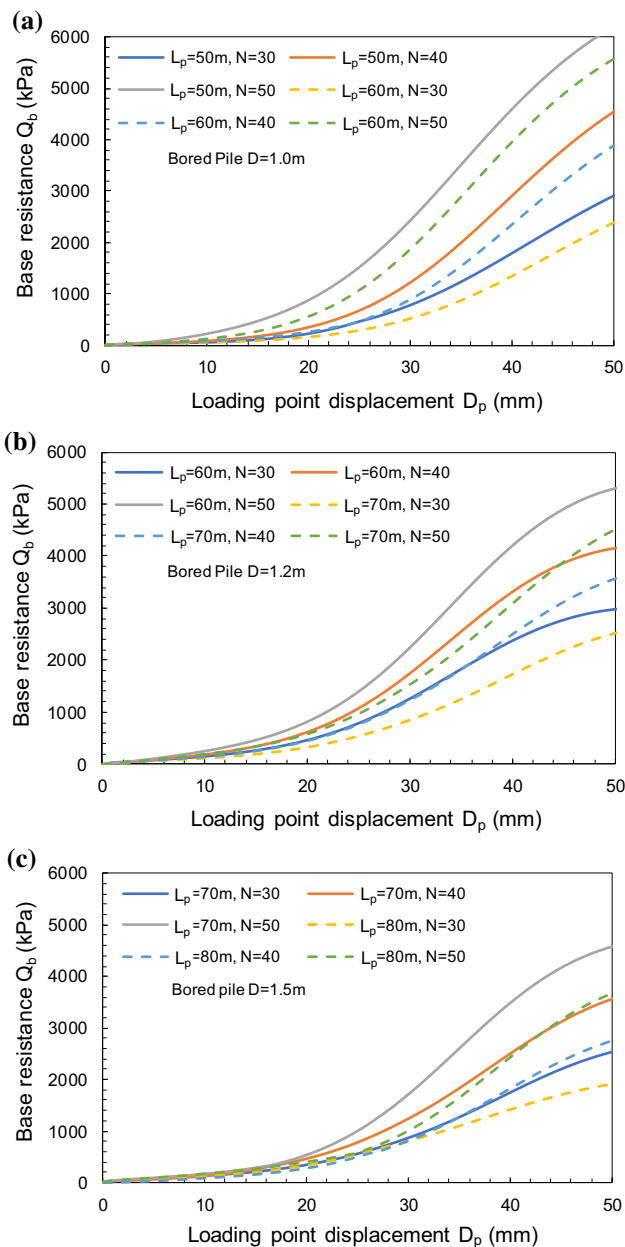 (a)
6000
5000
4000
3000
2000
1000
0
Base resistance Q_b (kPa)
L_p=50m, N=30
L_p=50m, N=40
L_p=50m, N=50
L_p=60m, N=30
L_p=60m, N=40
L_p=60m, N=50
Bored Pile D=1.0m
0 10 20 30 40 50
Loading point displacement D_p (mm)
(b)
6000
5000
4000
3000
2000
1000
0
Base resistance Q_b (kPa)
L_p=60m, N=30
L_p=60m, N=40
L_p=60m, N=50
L_p=70m, N=30
L_p=70m, N=40
L_p=70m, N=50
Bored Pile D=1.2m
0 10 20 30 40 50
Loading point displacement D_p (mm)
(c)
6000
5000
4000
3000
2000
1000
0
Base resistance Q_b (kPa)
L_p=70m, N=30
L_p=70m, N=40
L_p=70m, N=50
L_p=80m, N=30
L_p=80m, N=40
L_p=80m, N=50
Bored pile D=1.5m
0 10 20 30 40 50
Loading point displacement D_p (mm)